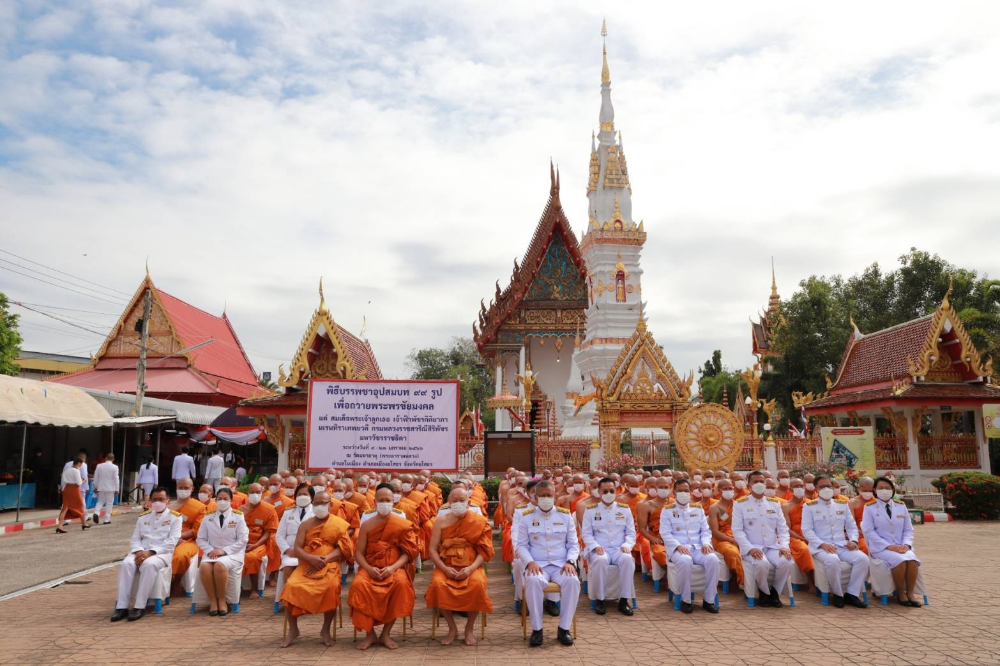 พิธีบรรพชาอุปสมบท ๙๙ รูป
เพื่อถวายพระพรชัยมงคล
แด่ สมเด็จพระเจ้าลูกเธอ เจ้าฟ้าพัชรกิติยาภา
นเรนทิราเทพยวดี กรมหลวงราชสาริณีสิริพัชร
มหาวัชรราชธิดา
ระหว่างวันที่ ๘ - ๒๓ มกราคม ๒๕๖๖
ณ วัดมหาธาตุ (พระอารามหลวง)
ตำบลในเมือง อำเภอเมืองยโสธร จังหวัดยโสธร